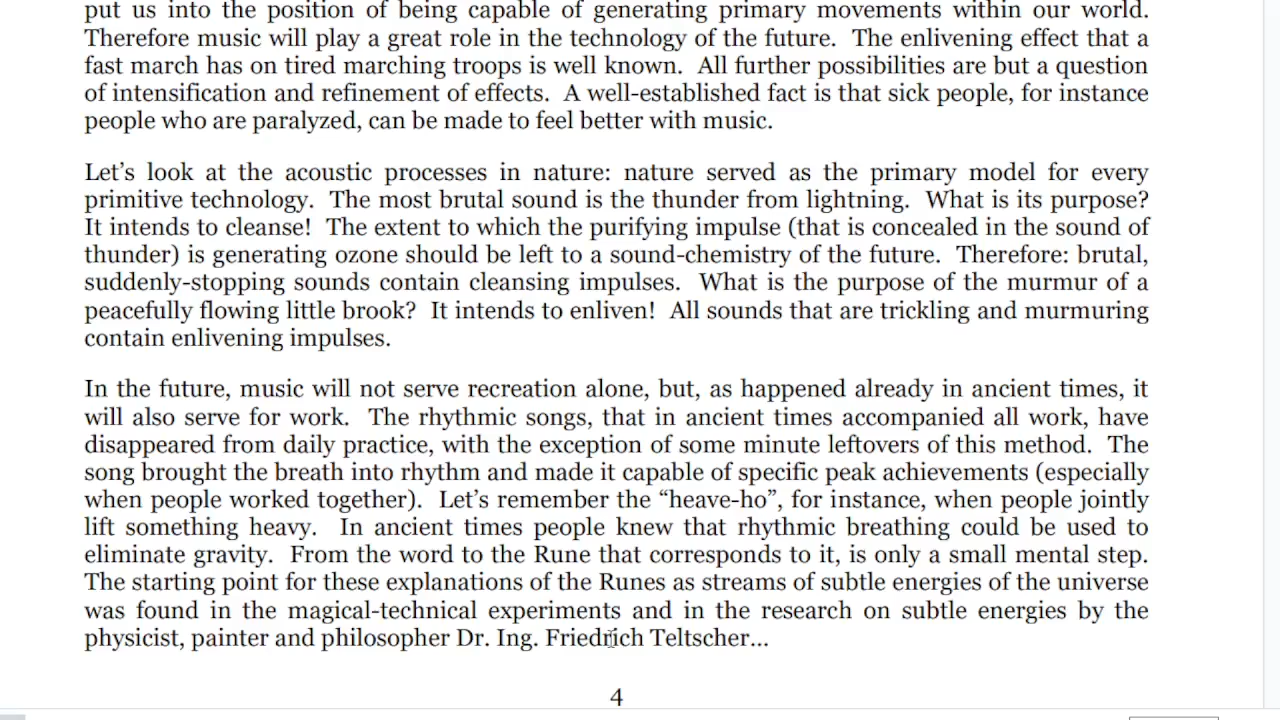 put us into the position of being capable of generating primary movements within our world.
Therefore music will play a great role in the technology of the future.  The enlivening effect that a
fast march has on tired marching troops is well known.  All further possibilities are but a question
of intensification and refinement of effects.  A well-established fact is that sick people, for instance
people who are paralyzed, can be made to feel better with music.
Let’s look at the acoustic processes in nature: nature served as the primary model for every
primitive technology.  The most brutal sound is the thunder from lightning.  What is its purpose?
It intends to cleanse!  The extent to which the purifying impulse (that is concealed in the sound of
thunder) is generating ozone should be left to a sound-chemistry of the future.  Therefore: brutal,
suddenly-stopping sounds contain cleansing impulses.  What is the purpose of the murmur of a
peacefully flowing little brook?  It intends to enliven!  All sounds that are trickling and murmuring
contain enlivening impulses.
In the future, music will not serve recreation alone, but, as happened already in ancient times, it
will also serve for work.  The rhythmic songs, that in ancient times accompanied all work, have
disappeared from daily practice, with the exception of some minute leftovers of this method.  The
song brought the breath into rhythm and made it capable of specific peak achievements (especially
when people worked together).  Let’s remember the “heave-ho”, for instance, when people jointly
lift something heavy.  In ancient times people knew that rhythmic breathing could be used to
eliminate gravity.  From the word to the Rune that corresponds to it, is only a small mental step.
The starting point for these explanations of the Runes as streams of subtle energies of the universe
was found in the magical-technical experiments and in the research on subtle energies by the
physicist, painter and philosopher Dr. Ing. Friedrich Teltscher...
4